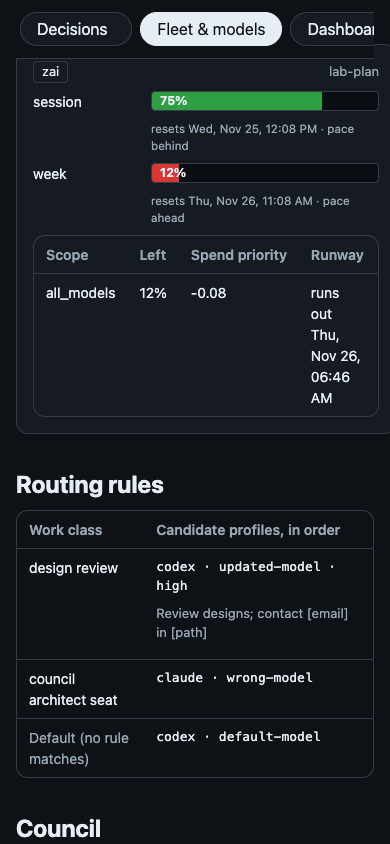 Decisions
Fleet & models
Dashboar
zai
lab-plan
session
75%
resets Wed, Nov 25, 12:08 PM · pace
behind
week
12%
resets Thu, Nov 26, 11:08 AM · pace
ahead
Scope Left Spend priority Runway
all_models 12% -0.08 runs
out
Thu,
Nov 26,
06:46
AM
Routing rules
Work class Candidate profiles, in order
design review
codex · updated-model ·
high
Review designs; contact [email]
in [path]
council
architect seat
claude · wrong-model
Default (no rule
matches)
codex · default-model
Council